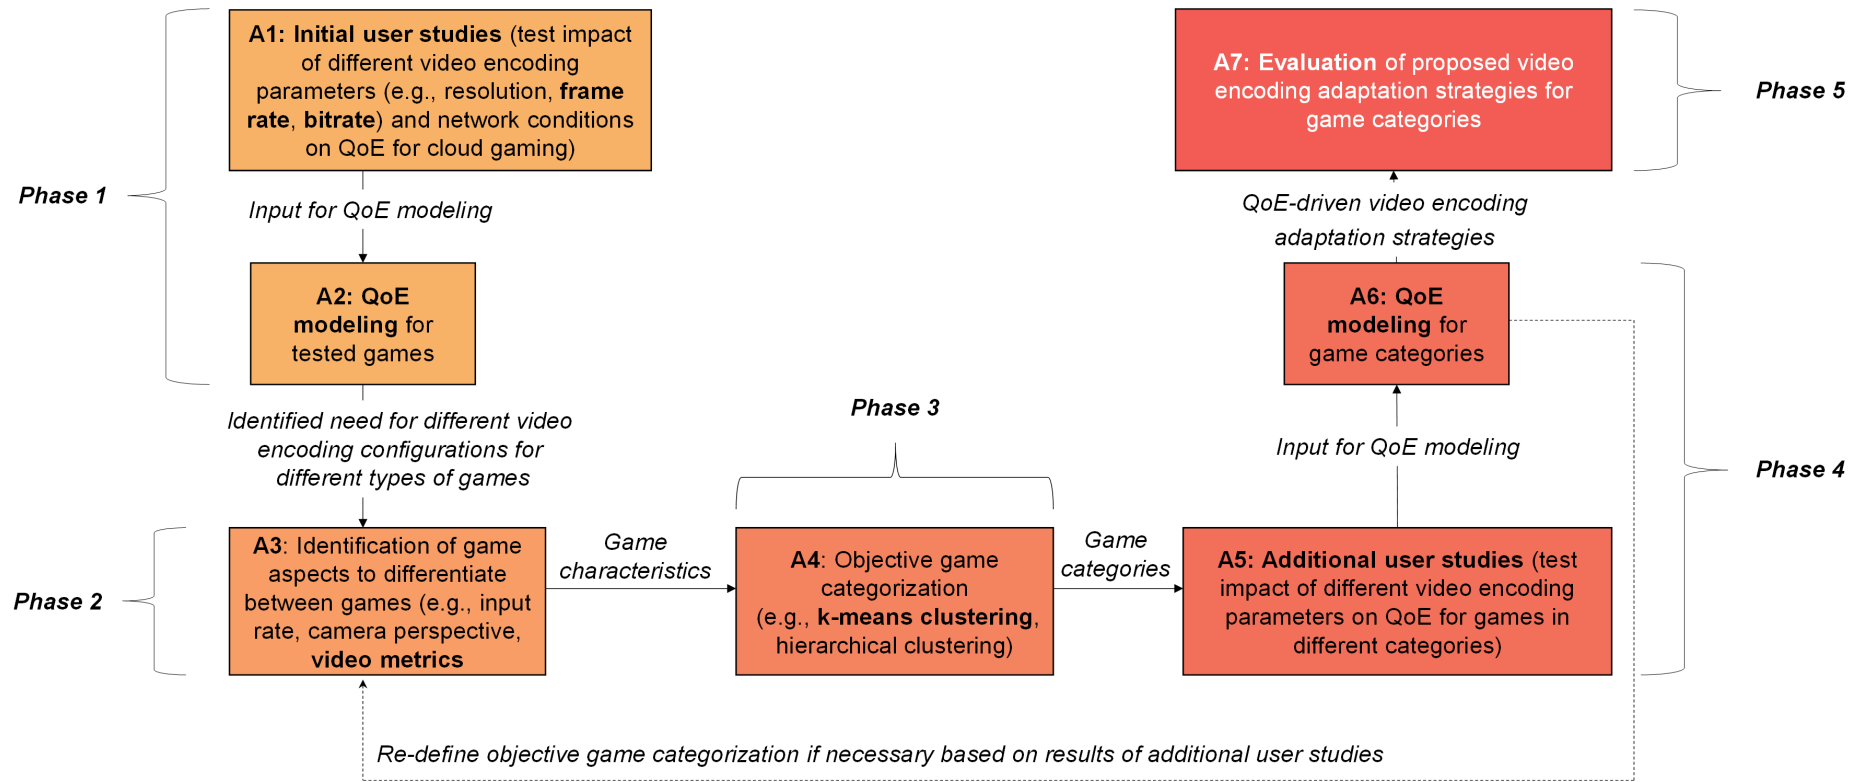 Phase 1
A1: Initial user studies (test impact
of different video encoding
parameters (e.g., resolution, frame
rate, bitrate) and network conditions
on QoE for cloud gaming)
Input for QoE modeling
A2: QoE
modeling for
tested games
Identified need for different video
encoding configurations for
different types of games
Phase 2
A3: Identification of game
aspects to differentiate
between games (e.g., input
rate, camera perspective,
video metrics
Game
characteristics
Phase 3
A4: Objective game
categorization
(e.g., k-means clustering,
hierarchical clustering)
Game
categories
A5: Additional user studies (test
impact of different video encoding
parameters on QoE for games in
different categories)
Input for QoE modeling
A6: QoE
modeling for
game categories
Phase 4
QoE-driven video encoding
adaptation strategies
A7: Evaluation of proposed video
encoding adaptation strategies for
game categories
Phase 5
Re-define objective game categorization if necessary based on results of additional user studies